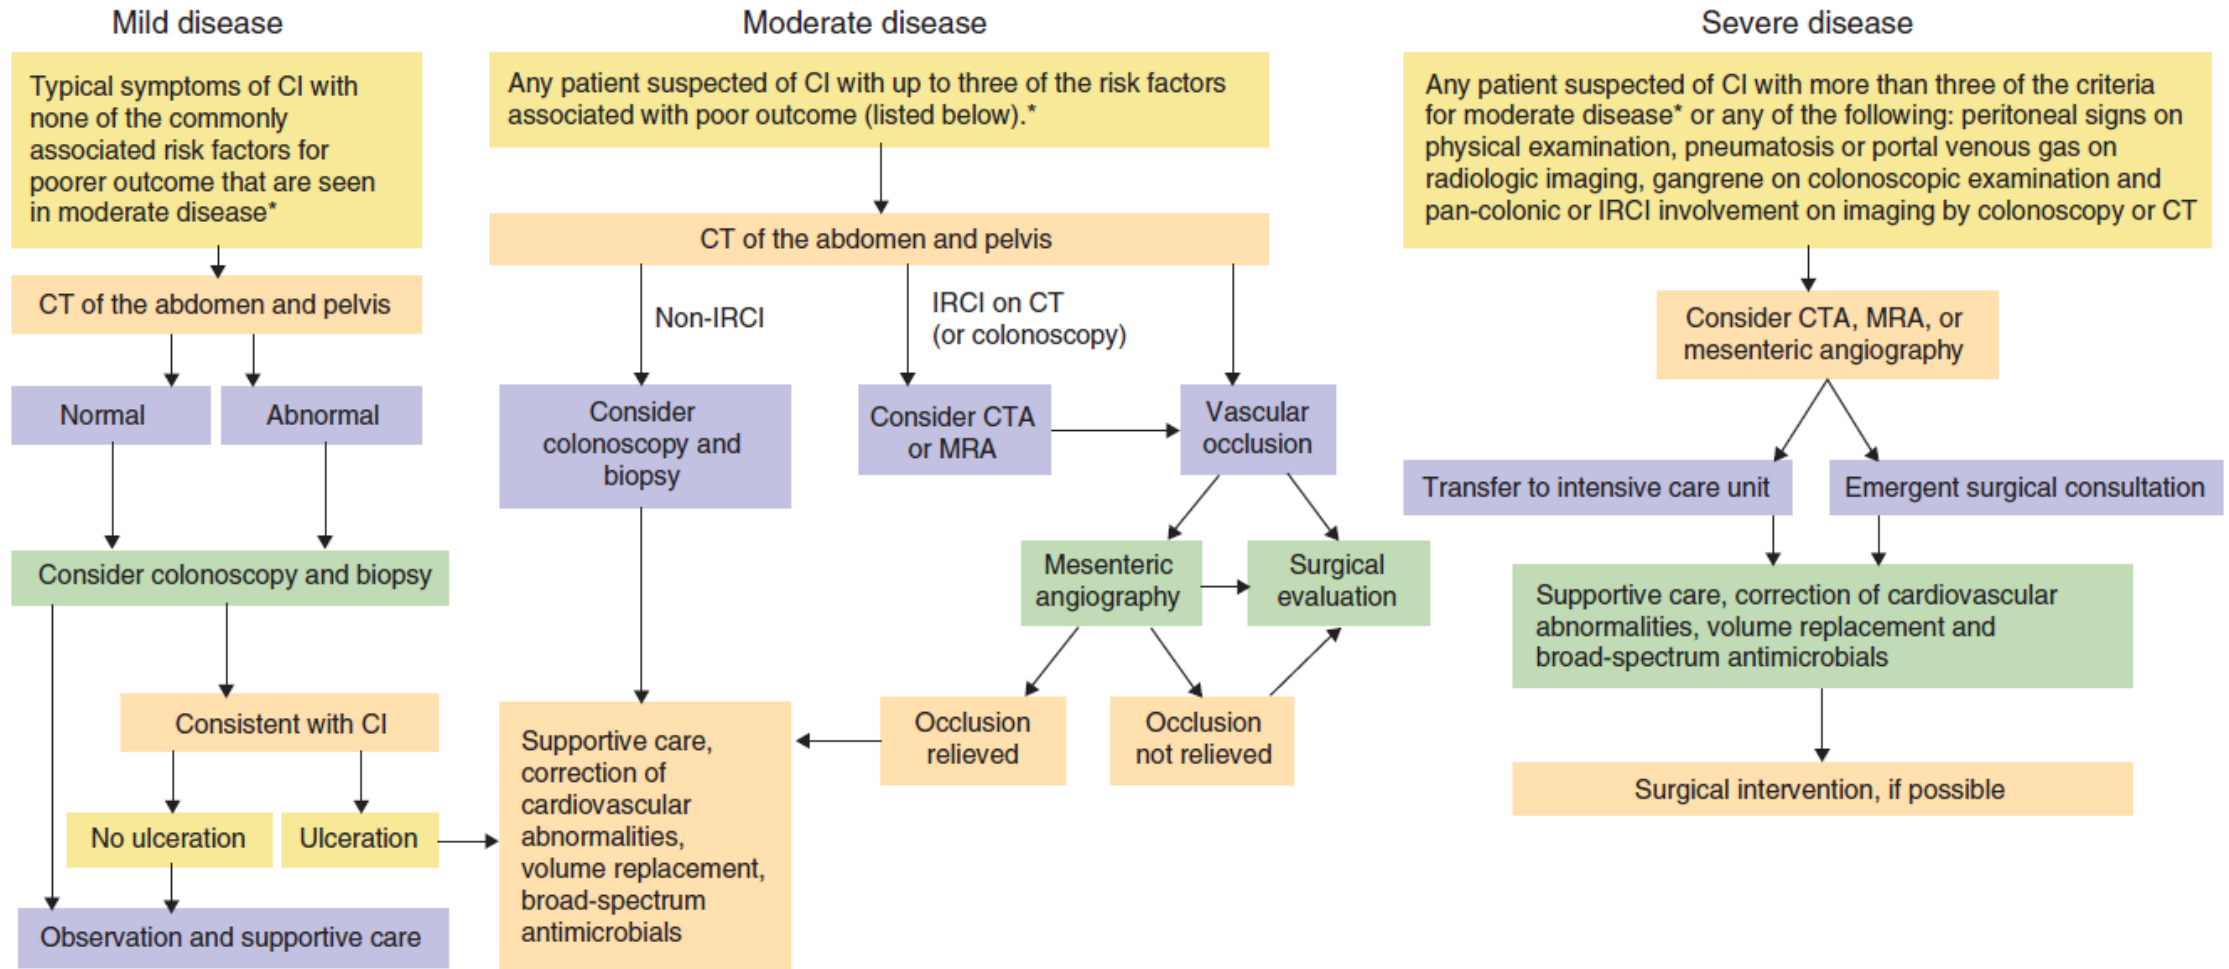 Mild disease
Typical symptoms of CI with
none of the commonly
associated risk factors for
poorer outcome that are seen
in moderate disease*
CT of the abdomen and pelvis
Normal
Abnormal
Consider colonoscopy and biopsy
Consistent with CI
No ulceration
Ulceration
Observation and supportive care
Moderate disease
Any patient suspected of CI with up to three of the risk factors
associated with poor outcome (listed below).*
CT of the abdomen and pelvis
Non-IRCI
IRCI on CT
(or colonoscopy)
Consider
colonoscopy and
biopsy
Consider CTA
or MRA
Vascular
occlusion
Mesenteric
angiography
Surgical
evaluation
Occlusion
relieved
Occlusion
not relieved
Supportive care,
correction of
cardiovascular
abnormalities,
volume replacement,
broad-spectrum
antimicrobials
Severe disease
Any patient suspected of CI with more than three of the criteria
for moderate disease* or any of the following: peritoneal signs on
physical examination, pneumatosis or portal venous gas on
radiologic imaging, gangrene on colonoscopic examination and
pan-colonic or IRCI involvement on imaging by colonoscopy or CT
Consider CTA, MRA, or
mesenteric angiography
Transfer to intensive care unit
Emergent surgical consultation
Supportive care, correction of cardiovascular
abnormalities, volume replacement and
broad-spectrum antimicrobials
Surgical intervention, if possible